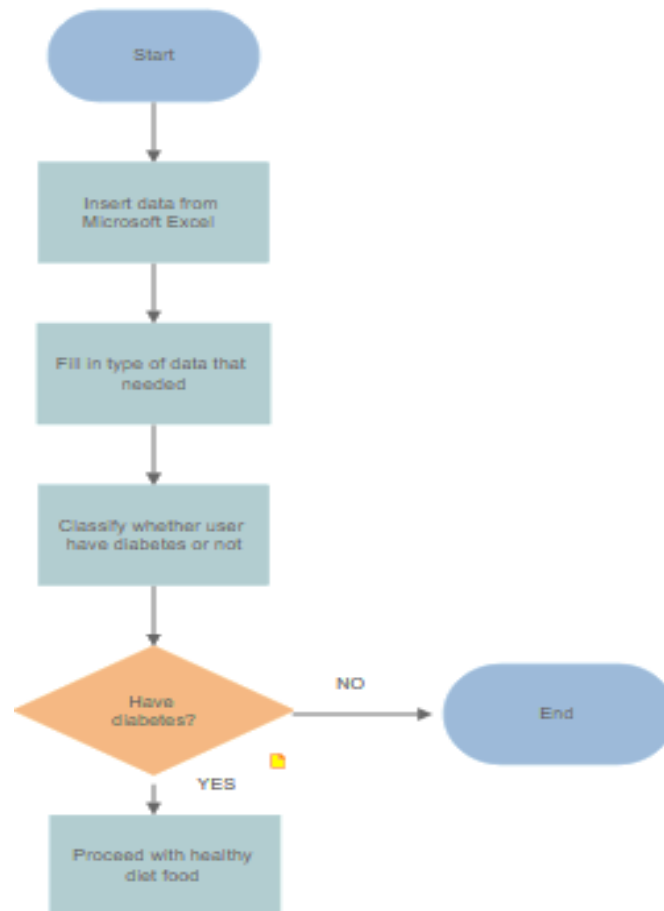 Start
Insert data from
Microsoft Excel
Fill in type of data that
needed
Classify whether user
have diabetes or not
Have
diabetes?
NO
End
YES
Proceed with healthy
diet food